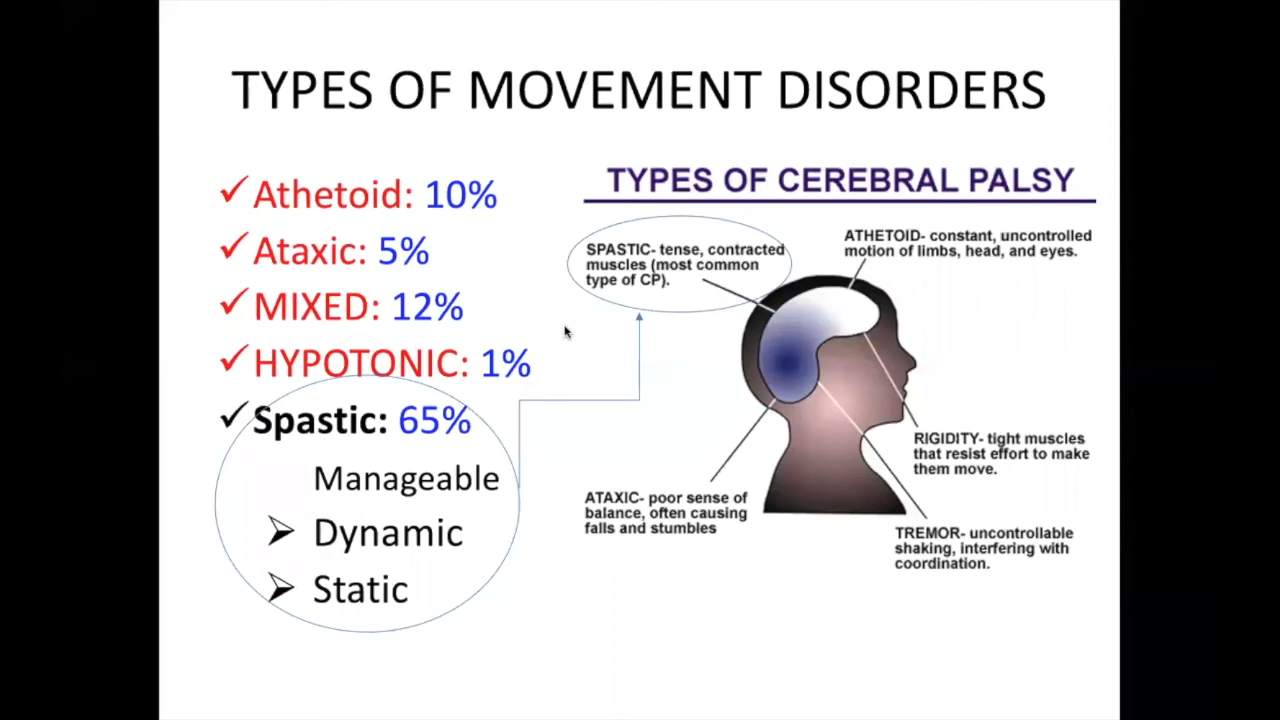 TYPES OF MOVEMENT DISORDERS
Athetoid: 10%
Ataxic: 5%
MIXED: 12%
HYPOTONIC: 1%
Spastic: 65%
Manageable
Dynamic
Static
TYPES OF CEREBRAL PALSY
SPASTIC- tense, contracted
muscles (most common
type of CP).
ATHETOID- constant, uncontrolled
motion of limbs, head, and eyes.
RIGIDITY- tight muscles
that resist effort to make
them move.
ATAXIC- poor sense of
balance, often causing
falls and stumbles
TREMOR- uncontrollable
shaking, interfering with
coordination.